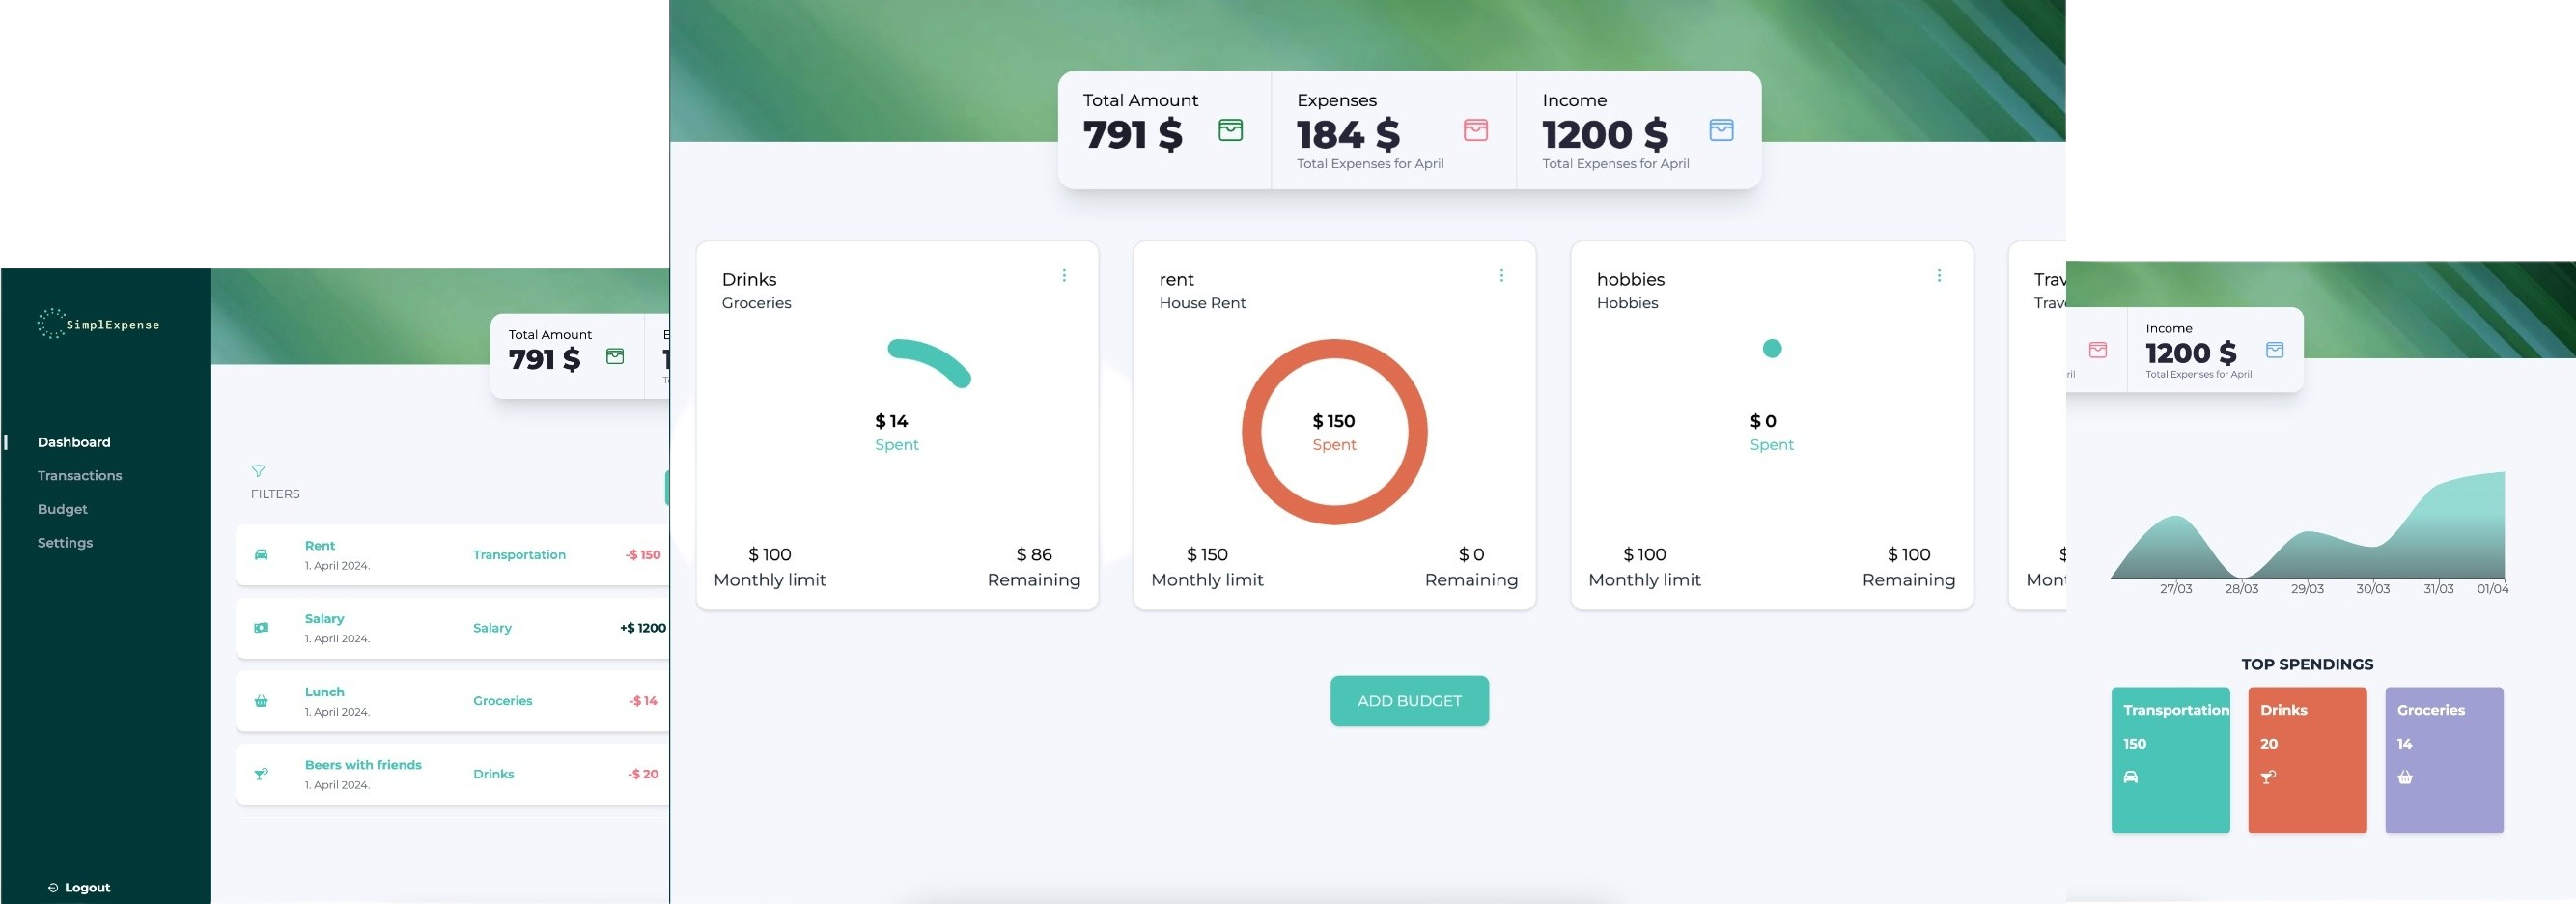 SimplExpense
Dashboard
Transactions
Budget
Settings
Logout
Total Amount
791 $
FILTERS
Rent
1. April 2024.
Transportation
-$ 150
Salary
1. April 2024.
Salary
+$ 1200
Lunch
1. April 2024.
Groceries
-$ 14
Beers with friends
1. April 2024.
Drinks
-$ 20
Total Amount
791 $
Expenses
184 $
Total Expenses for April
Income
1200 $
Total Expenses for April
Drinks
Groceries
$ 14
Spent
$ 100
Monthly limit
$ 86
Remaining
rent
House Rent
$ 150
Spent
$ 150
Monthly limit
$ 0
Remaining
hobbies
Hobbies
$ 0
Spent
$ 100
Monthly limit
$ 100
Remaining
ADD BUDGET
Income
1200 $
Total Expenses for April
27/03 28/03 29/03 30/03 31/03 01/04
TOP SPENDINGS
Transportation
150
Drinks
20
Groceries
14